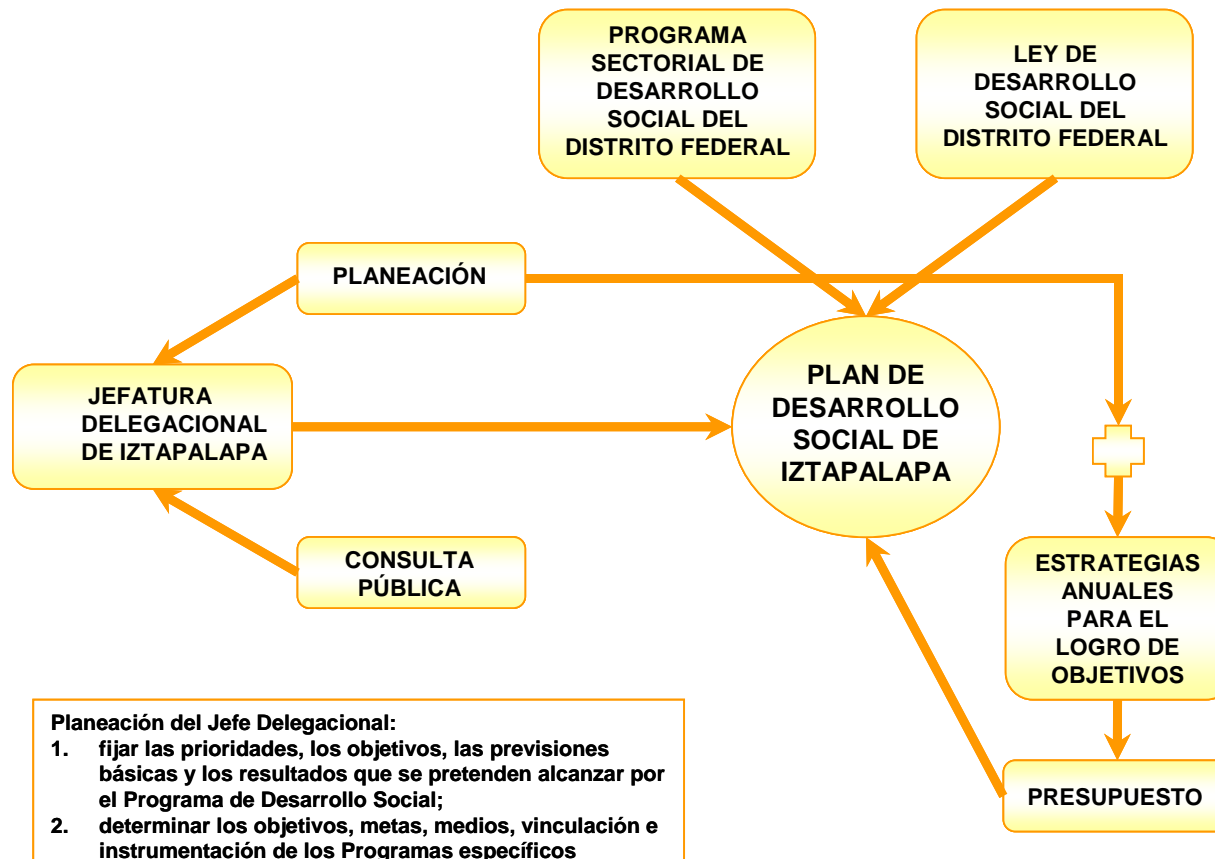 PROGRAMA
SECTORIAL DE
DESARROLLO
SOCIAL DEL
DISTRITO FEDERAL
LEY DE
DESARROLLO
SOCIAL DEL
DISTRITO FEDERAL
PLANEACIÓN
JEFATURA
DELEGACIONAL
DE IZTAPALAPA
PLAN DE
DESARROLLO
SOCIAL DE
IZTAPALAPA
CONSULTA
PÚBLICA
ESTRATEGIAS
ANUALES
PARA EL
LOGRO DE
OBJETIVOS
PRESUPUESTO
Planeación del Jefe Delegacional:
1. fijar las prioridades, los objetivos, las previsiones
básicas y los resultados que se pretenden alcanzar por
el Programa de Desarrollo Social;
2. determinar los objetivos, metas, medios, vinculación e
instrumentación de los Programas específicos